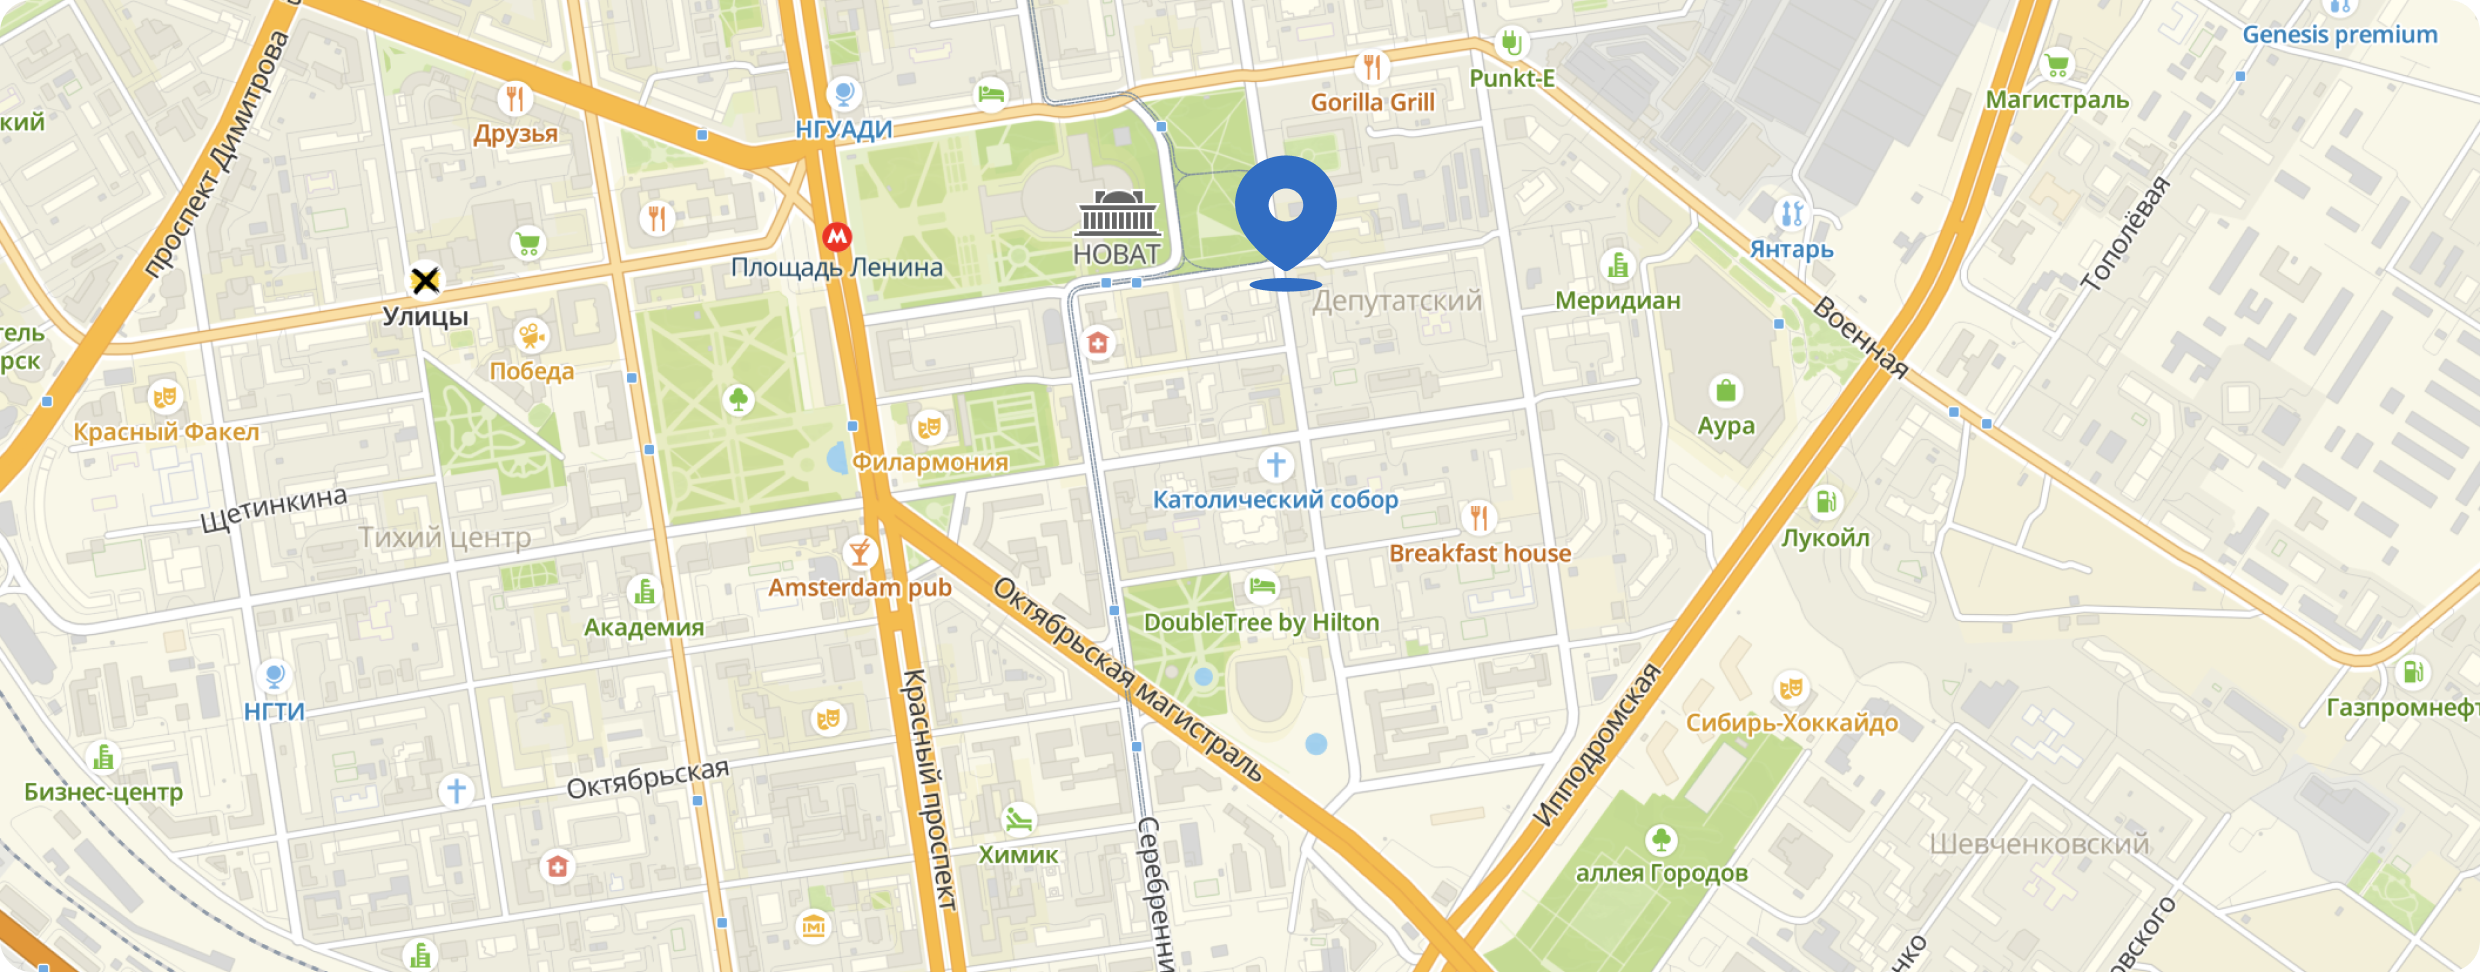 Genesis premium
проспект Димитрова
Punkt-E
Gorilla Grill
Магистраль
кий
НГУАДИ
Друзья
Тополёвая
Янтарь
НОВАТ
М
Площадь Ленина
Депутатский
Меридиан
Улицы
Военная
тель
рск
Победа
Аура
Красный Факел
Филармония
Католический собор
Щетинкина
Тихий центр
Breakfast house
Лукойл
Amsterdam pub
DoubleTree by Hilton
Академия
Октябрьская магистраль
НГТИ
Красный проспект
Ипподромская
Сибирь-Хоккайдо
Газпромнефт
Октябрьская
Бизнес-центр
Химик
Серебренни
Шевченковский
аллея Городов
нко
овского